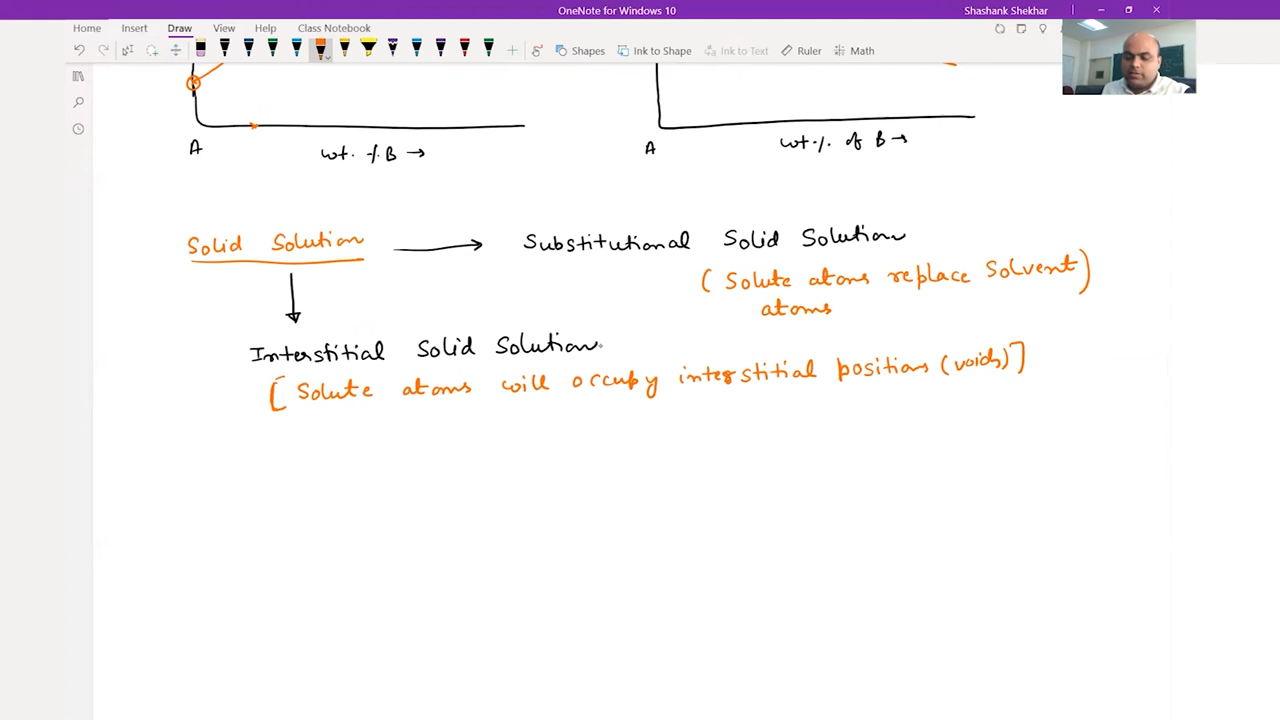 OneNote for Windows 10
Shashank Shekhar
Home Insert Draw View Help Class Notebook
Shapes Ink to Shape Ink to Text Ruler Math
A
wt. % B →
A
wt.% of B →
Solid Solution → Substitutional Solid Solution
(Solute atoms replace Solvent)
atoms
Interstitial Solid Solution
[Solute atoms will occupy interstitial positions (voids)]